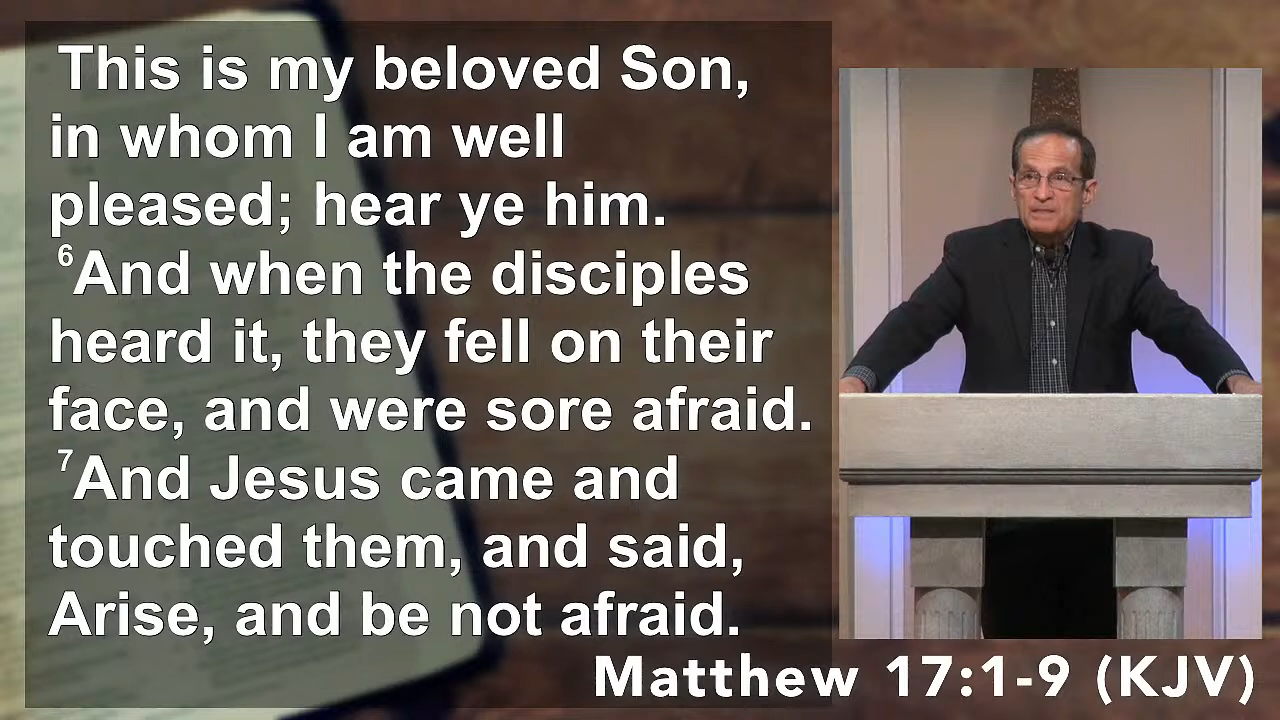 This is my beloved Son,
in whom I am well
pleased; hear ye him.
⁶And when the disciples
heard it, they fell on their
face, and were sore afraid.
⁷And Jesus came and
touched them, and said,
Arise, and be not afraid.
Matthew 17:1-9 (KJV)